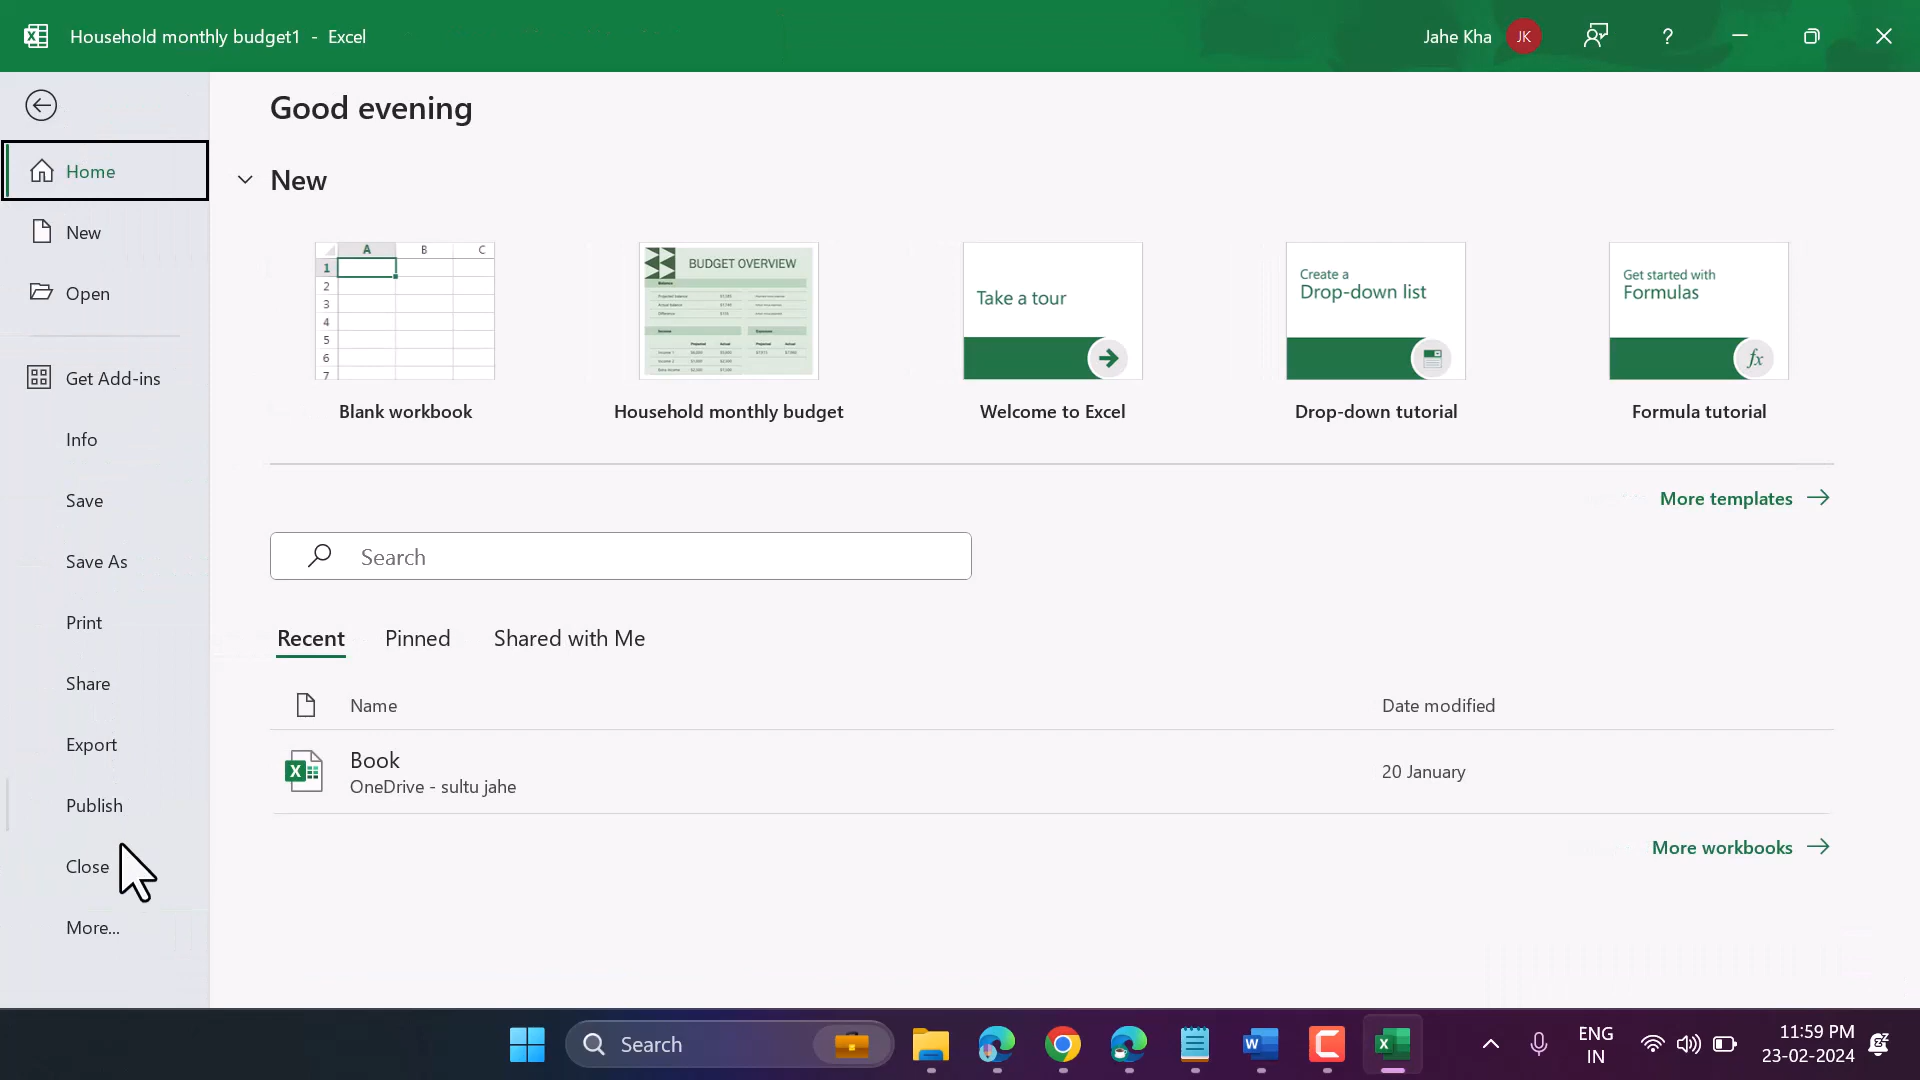 Household monthly budget1 - Excel
Jahe Kha JK ?
Good evening
Home
New
New
Open
Get Add-ins
Info
Save
Save As
Print
Share
Export
Publish
Close
More...
A B C
1
2
3
4
5
6
7
Blank workbook
BUDGET OVERVIEW
Household monthly budget
Take a tour
Welcome to Excel
Create a
Drop-down list
Drop-down tutorial
Get started with
Formulas
fx
Formula tutorial
More templates
Search
Recent Pinned Shared with Me
Name Date modified
Book
OneDrive - sultu jahe
20 January
More workbooks
Search
ENG
IN
11:59 PM
23-02-2024